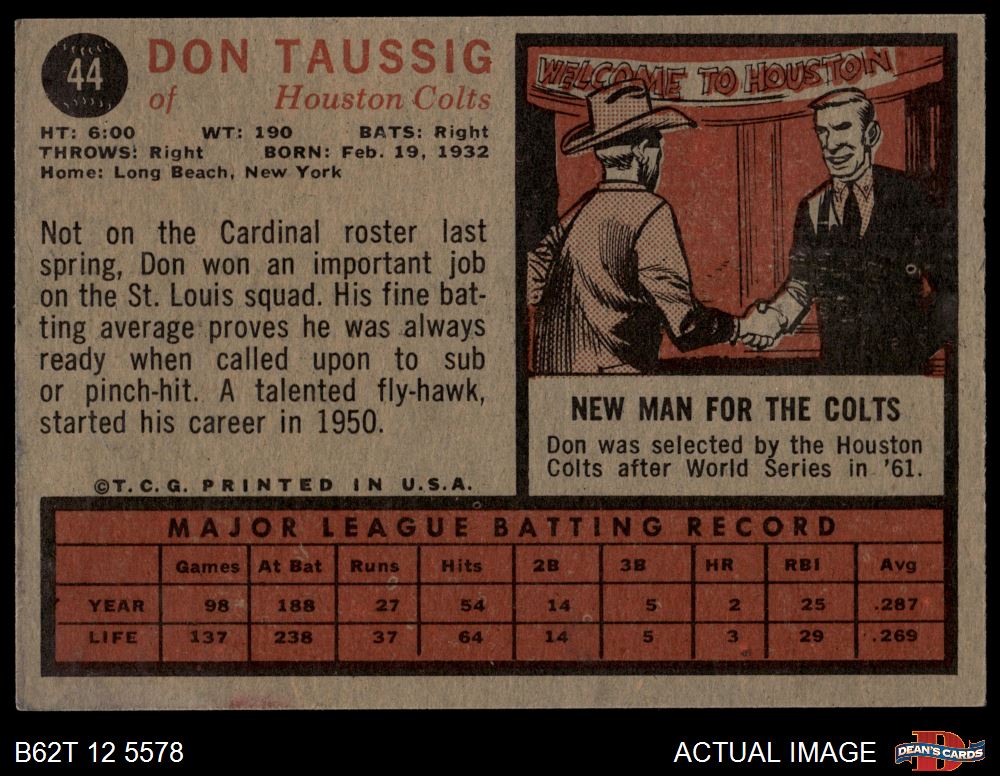 44
DON TAUSSIG
of Houston Colts
HT: 6:00 WT: 190 BATS: Right
THROWS: Right BORN: Feb. 19, 1932
Home: Long Beach, New York
Not on the Cardinal roster last
spring, Don won an important job
on the St. Louis squad. His fine bat-
ting average proves he was always
ready when called upon to sub
or pinch-hit. A talented fly-hawk,
started his career in 1950.
©T.C.G. PRINTED IN U.S.A.
WELCOME TO HOUSTON
NEW MAN FOR THE COLTS
Don was selected by the Houston
Colts after World Series in '61.
MAJOR LEAGUE BATTING RECORD
Games At Bat Runs Hits 2B 3B HR RBI Avg
YEAR 98 188 27 54 14 5 2 25 .287
LIFE 137 238 37 64 14 5 3 29 .269
B62T 12 5578
ACTUAL IMAGE
DEAN'S CARDS